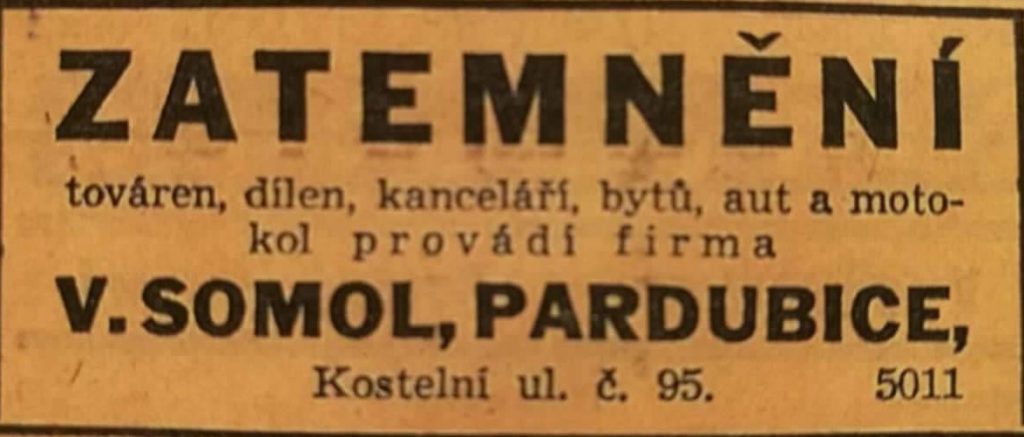 ZATEMNĚNÍ
továren, dílen, kanceláří, bytů, aut a moto-
kol provádí firma
V. SOMOL, PARDUBICE,
Kostelní ul. č. 95. 5011